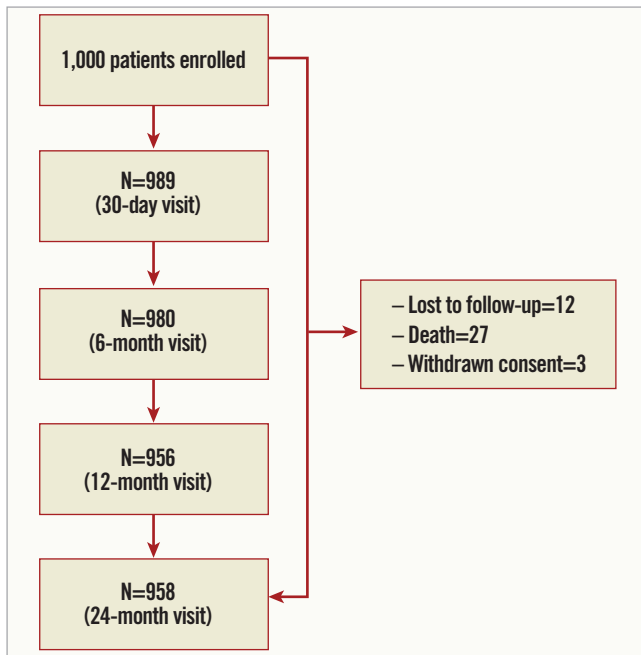 1,000 patients enrolled
N=989
(30-day visit)
N=980
(6-month visit)
– Lost to follow-up=12
– Death=27
– Withdrawn consent=3
N=956
(12-month visit)
N=958
(24-month visit)